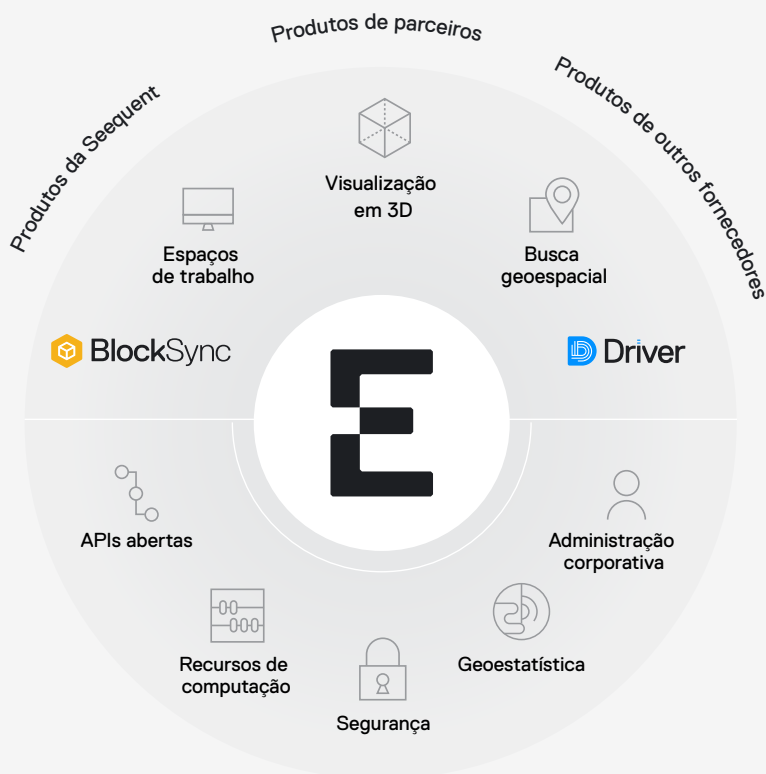 Produtos da Seequent
Produtos de parceiros
Produtos de outros fornecedores
Visualização
em 3D
Espaços
de trabalho
Busca
geoespacial
BlockSync
Driver
E
APIs abertas
Administração
corporativa
Recursos de
computação
Geoestatística
Segurança